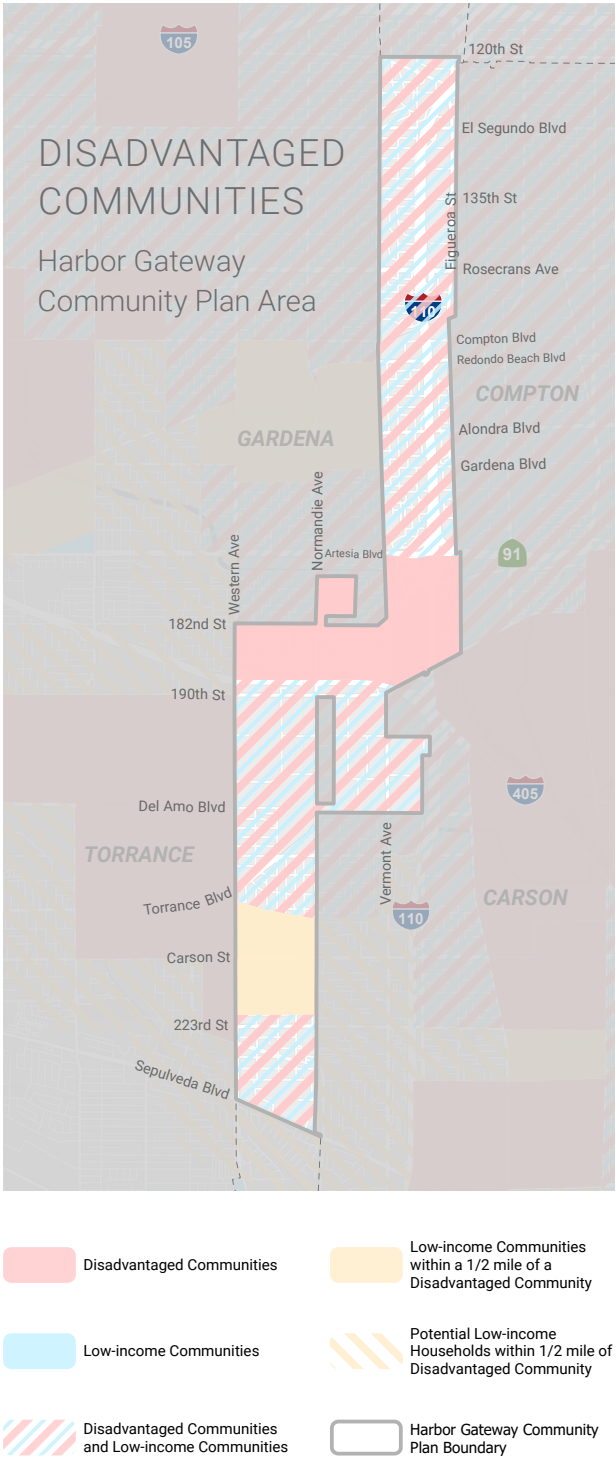 105
120th St
El Segundo Blvd
DISADVANTAGED
COMMUNITIES
135th St
Figueroa St
Harbor Gateway
Community Plan Area
Rosecrans Ave
110
Compton Blvd
Redondo Beach Blvd
COMPTON
GARDENA
Alondra Blvd
Gardena Blvd
Normandie Ave
Western Ave
Artesia Blvd
91
182nd St
190th St
Del Amo Blvd
405
TORRANCE
Vermont Ave
Torrance Blvd
CARSON
110
Carson St
223rd St
Sepulveda Blvd
Disadvantaged Communities
Low-income Communities
within a 1/2 mile of a
Disadvantaged Community
Low-income Communities
Potential Low-income
Households within 1/2 mile of
Disadvantaged Community
Disadvantaged Communities
and Low-income Communities
Harbor Gateway Community
Plan Boundary